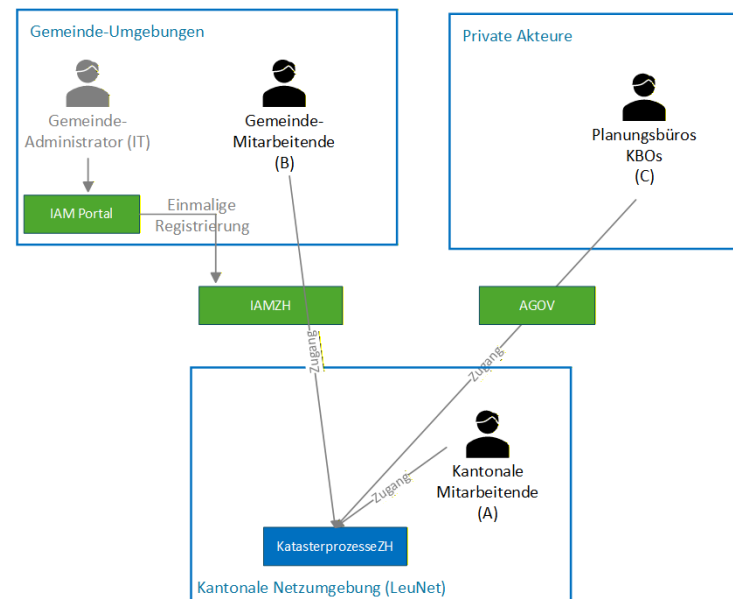 Gemeinde-Umgebungen
Gemeinde-
Administrator (IT)
Gemeinde-
Mitarbeitende
(B)
IAM Portal
Einmalige
Registrierung
Private Akteure
Planungsbüros
KBOs
(C)
IAMZH
AGOV
Zugang
Zugang
Zugang
Kantonale
Mitarbeitende
(A)
KatasterprozesseZH
Kantonale Netzumgebung (LeuNet)